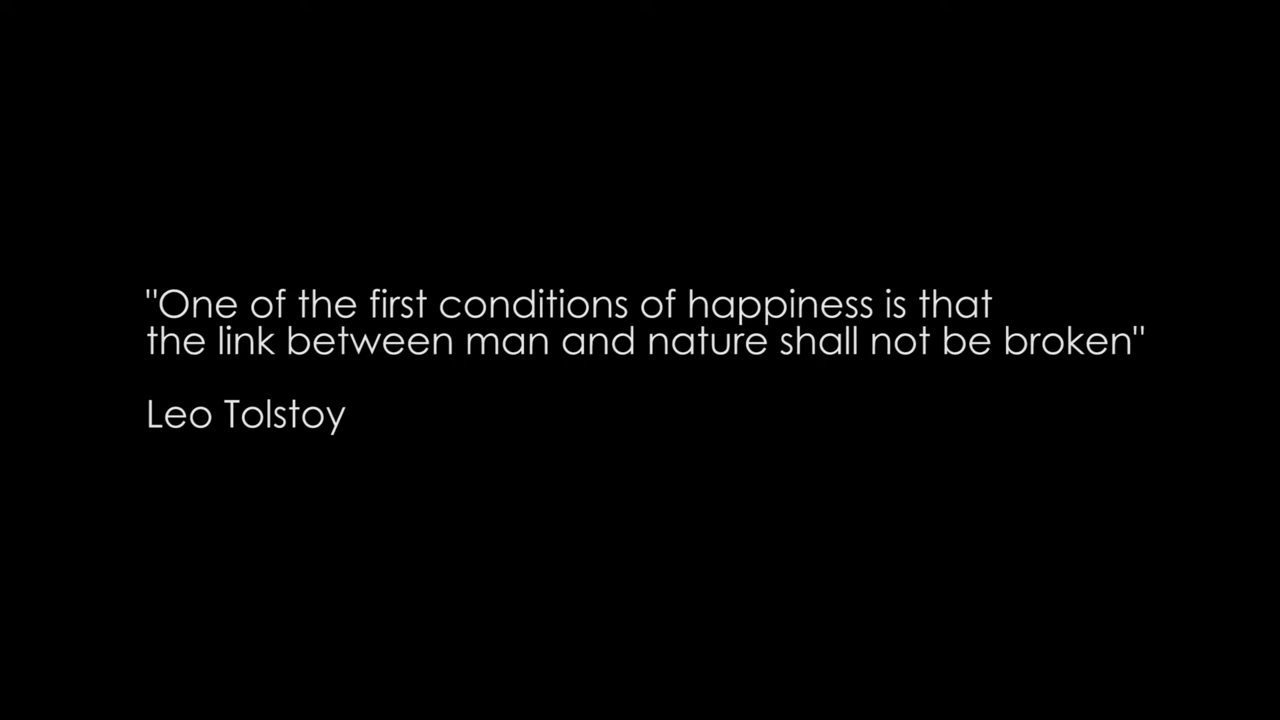 "One of the first conditions of happiness is that
the link between man and nature shall not be broken"
Leo Tolstoy